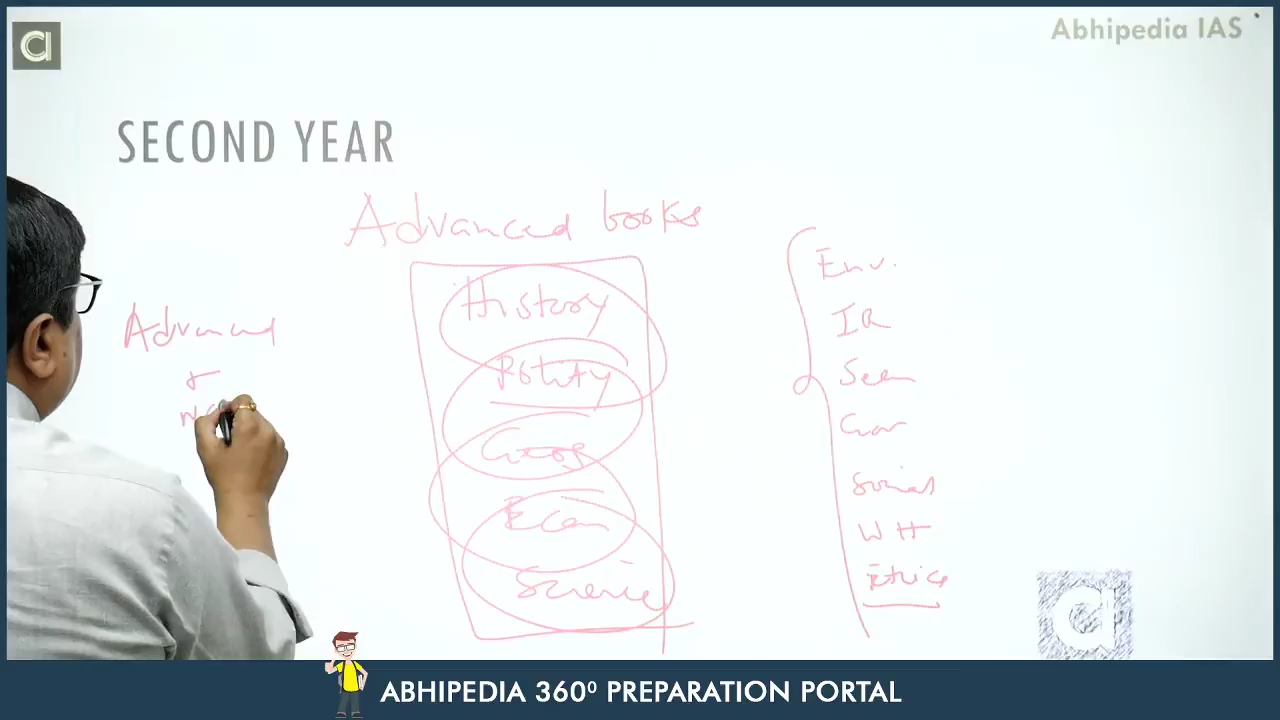 Abhipedia IAS
SECOND YEAR
Advanced books
History
Polity
Geog
Econ
Science
Advanced
+
Env.
IR
Secu
Gov
Social
WH
Ethics
ABHIPEDIA 360⁰ PREPARATION PORTAL